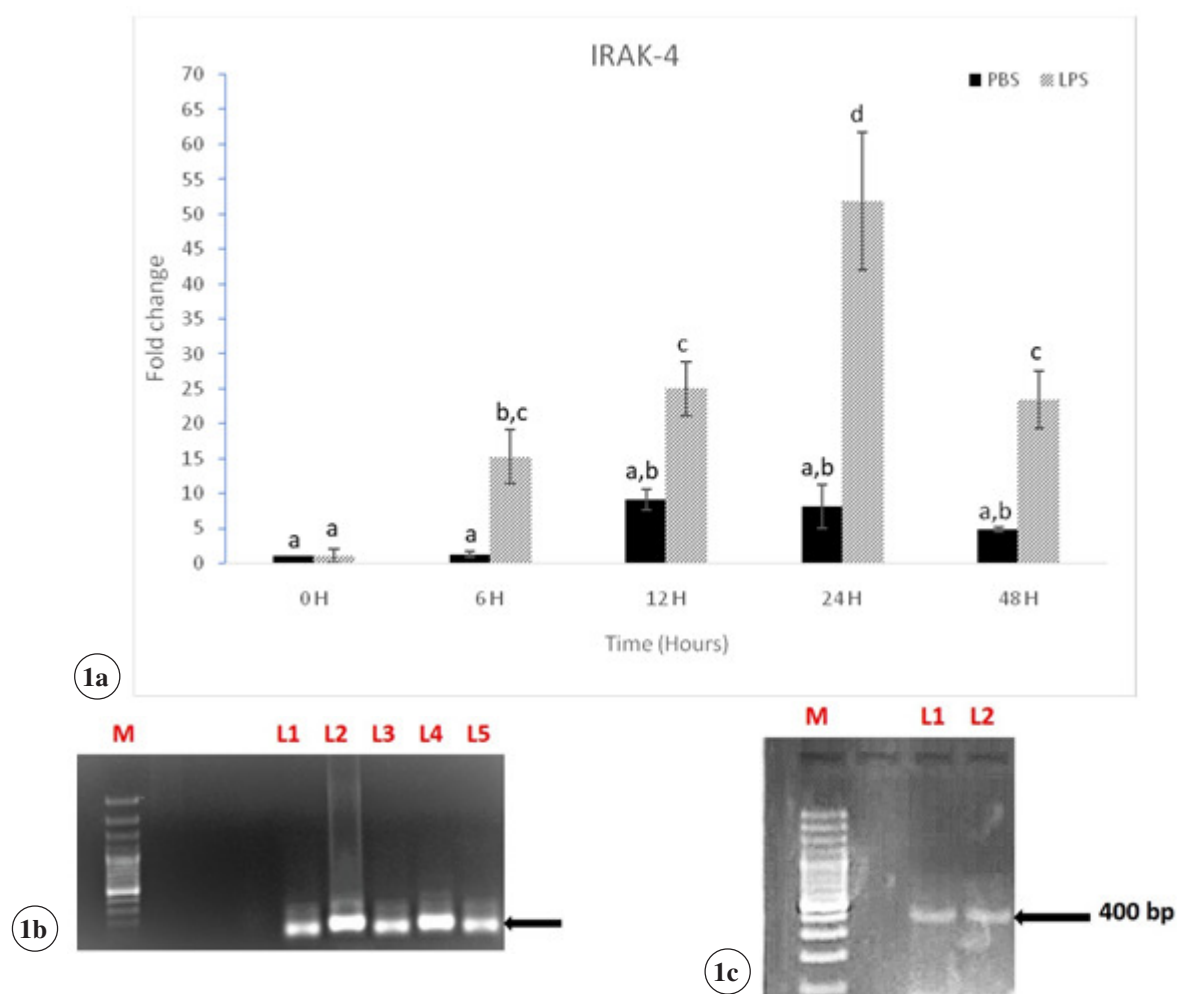 IRAK-4
PBS LPS
70
65
60
55
50
45
40
35
30
25
20
15
10
5
0
Fold change
a a a b,c a,b c a,b d a,b c
0 H 6 H 12 H 24 H 48 H
Time (Hours)
1a
M L1 L2 L3 L4 L5
1b
M L1 L2
400 bp
1c